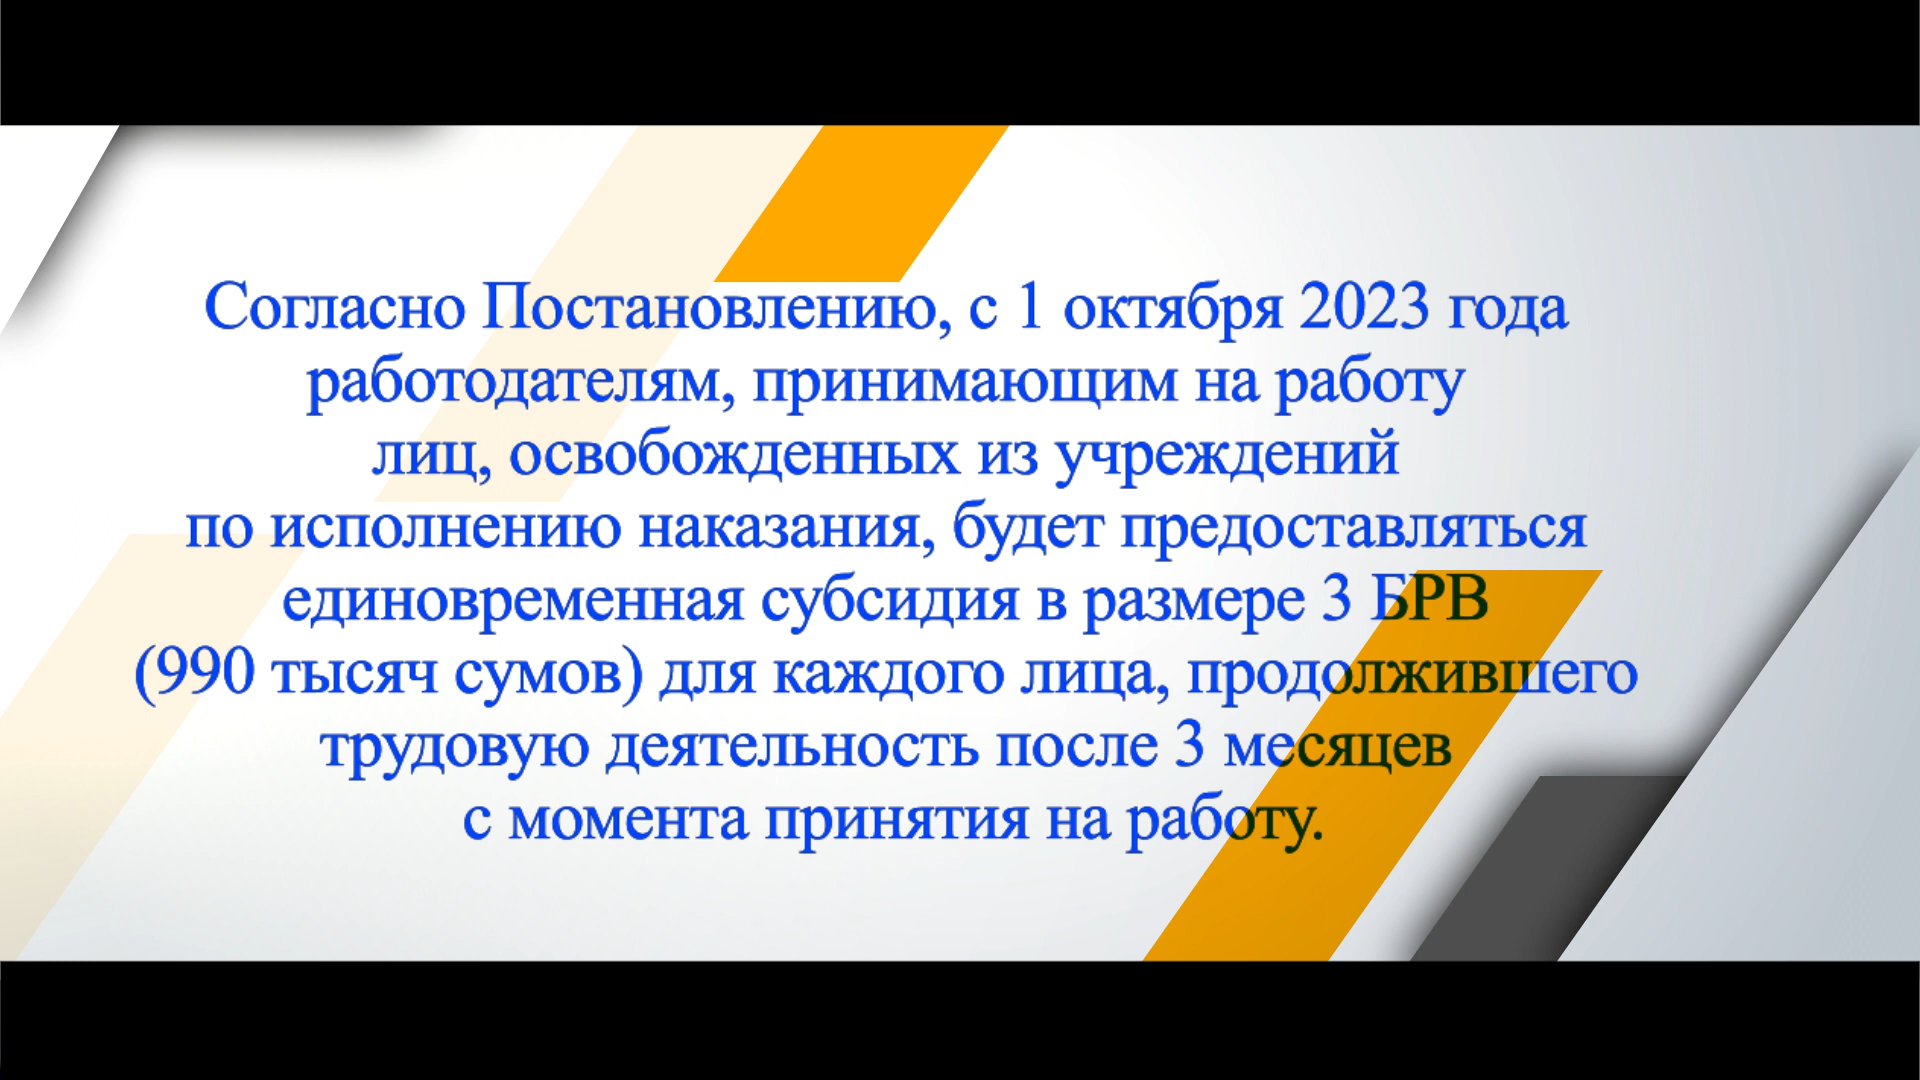 Согласно Постановлению, с 1 октября 2023 года
работодателям, принимающим на работу
лиц, освобожденных из учреждений
по исполнению наказания, будет предоставляться
единовременная субсидия в размере 3 БРВ
(990 тысяч сумов) для каждого лица, продолжившего
трудовую деятельность после 3 месяцев
с момента принятия на работу.